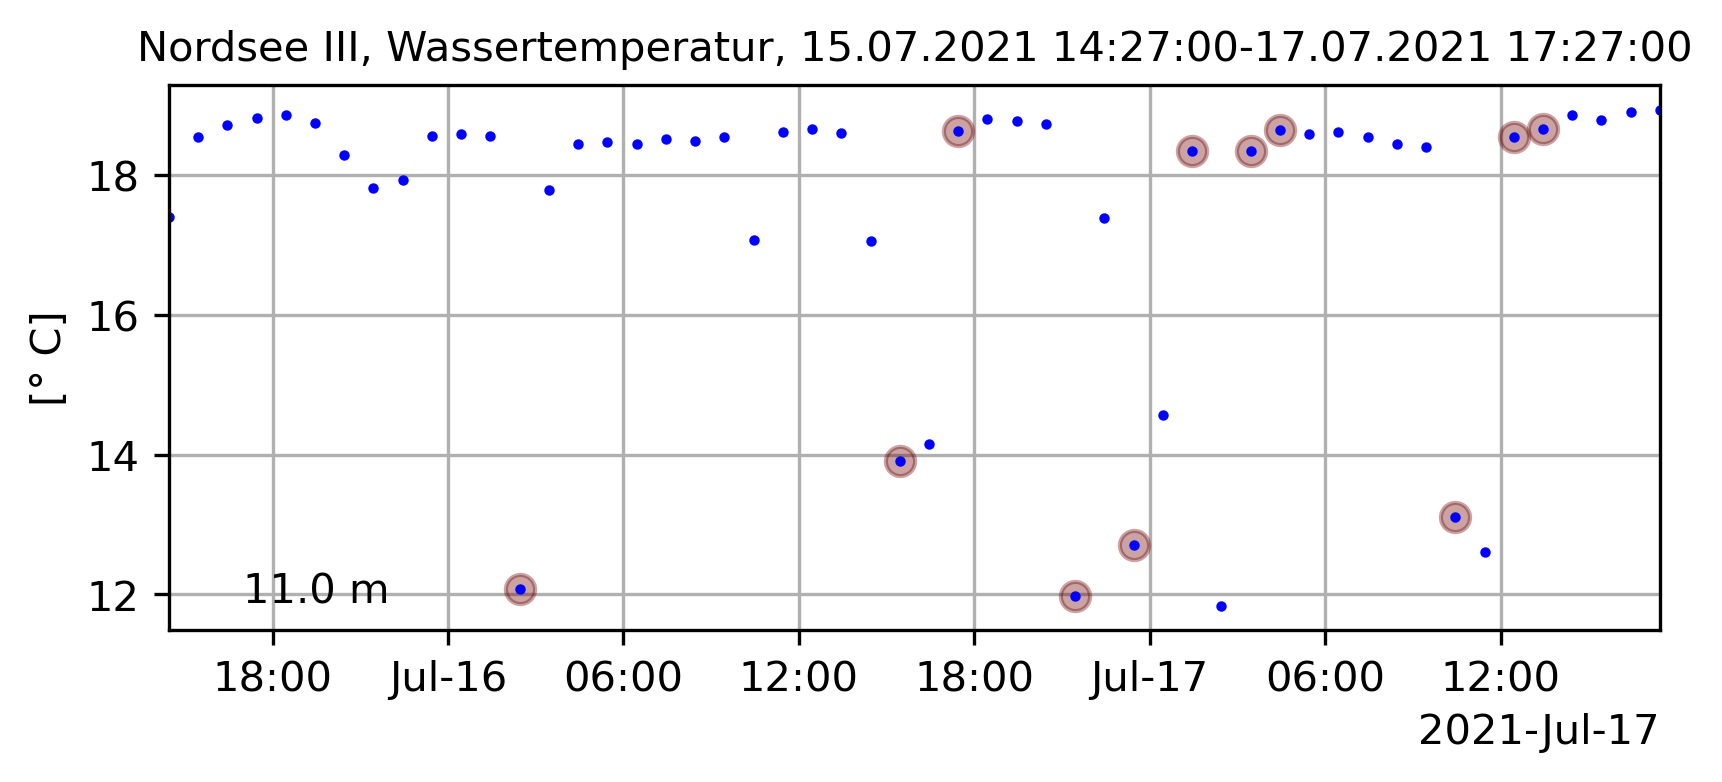 Nordsee III, Wassertemperatur, 15.07.2021 14:27:00-17.07.2021 17:27:00
[° C]
18
16
14
12
11.0 m
18:00 Jul-16 06:00 12:00 18:00 Jul-17 06:00 12:00
2021-Jul-17